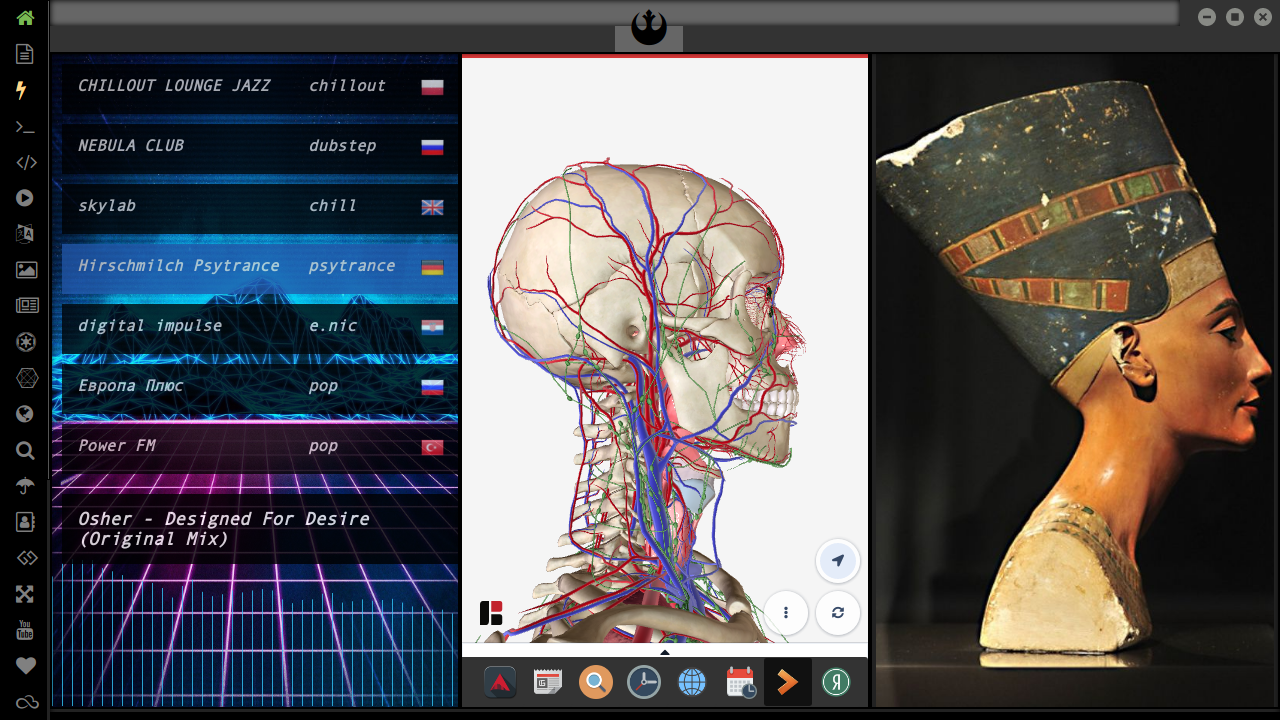 CHILLOUT LOUNGE JAZZ chillout
NEBULA CLUB dubstep
skylab chill
Hirschmilch Psytrance psytrance
digital impulse e.nic
Европа Плюс pop
Power FM pop
Osher - Designed For Desire
(Original Mix)
You
Tube
Я